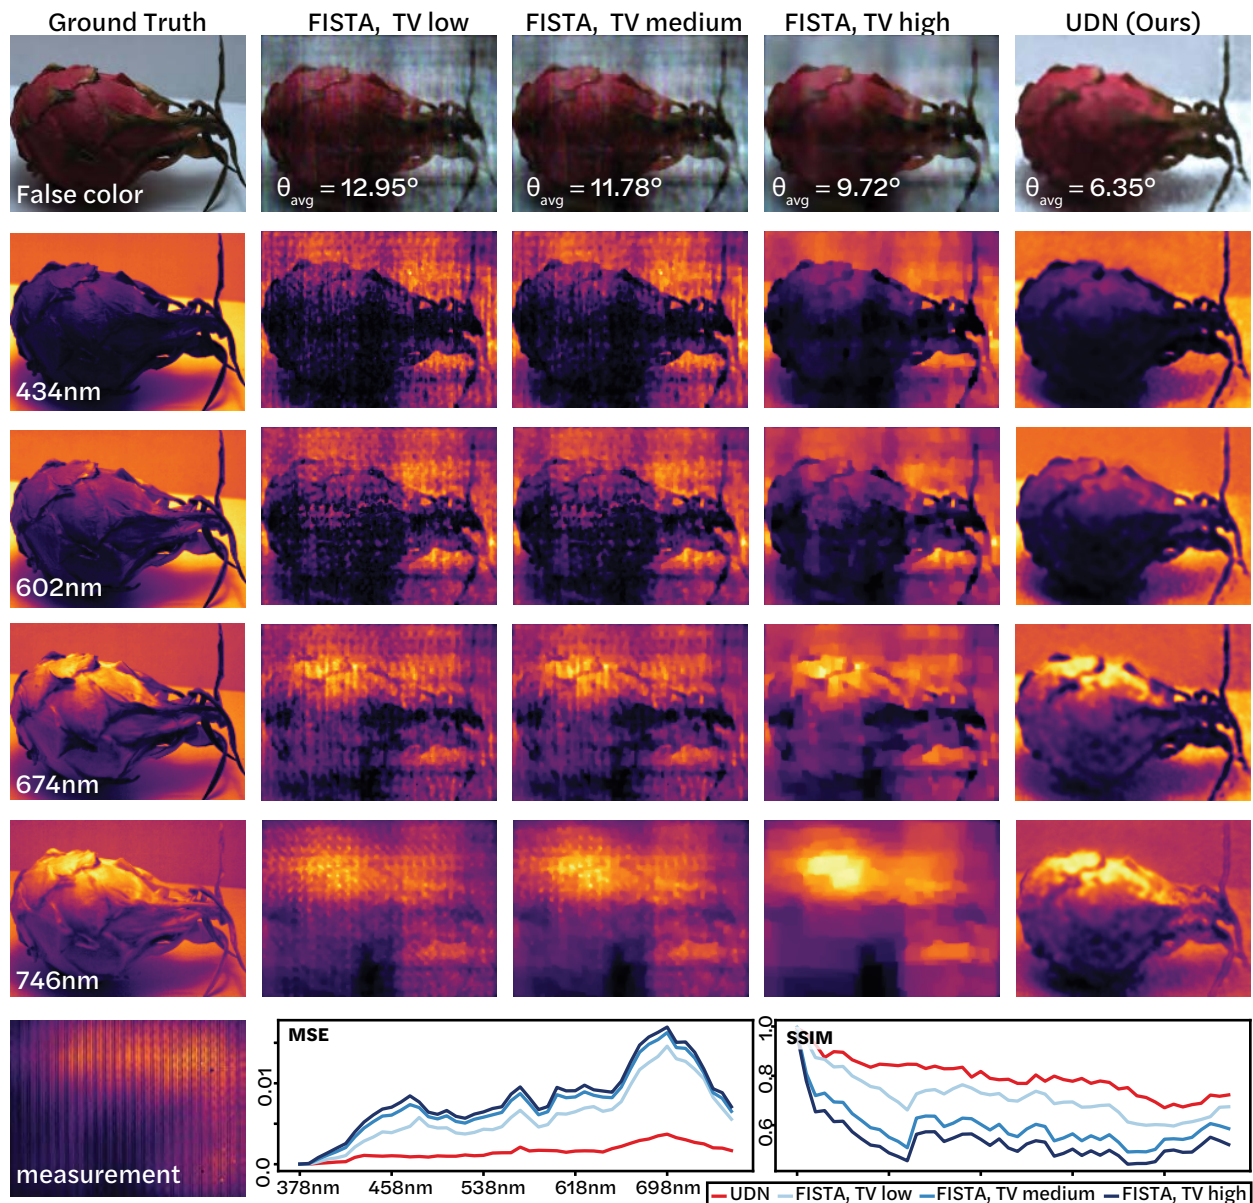 Ground Truth
FISTA, TV low
FISTA, TV medium
FISTA, TV high
UDN (Ours)
False color
θavg = 12.95°
θavg = 11.78°
θavg = 9.72°
θavg = 6.35°
434nm
602nm
674nm
746nm
measurement
MSE
0.01
0.0
378nm
458nm
538nm
618nm
698nm
SSIM
1.0
0.8
0.6
UDN
FISTA, TV low
FISTA, TV medium
FISTA, TV high